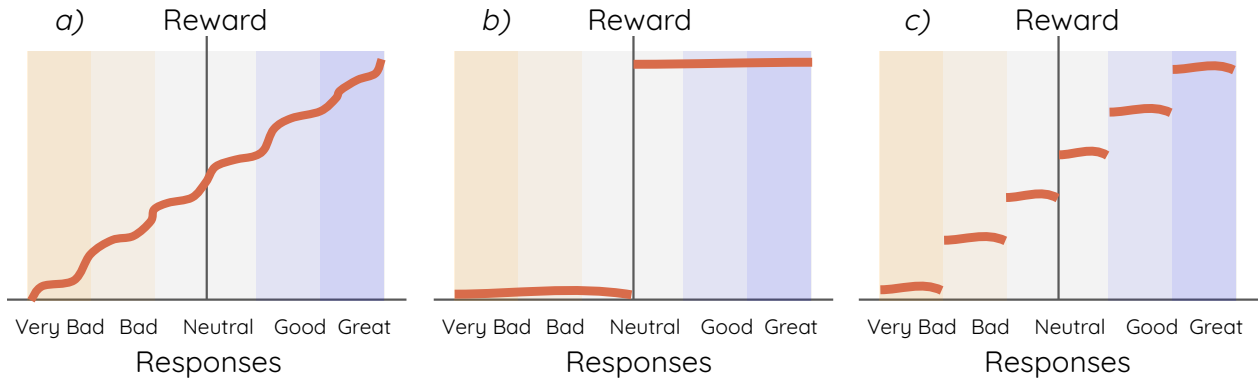 a) Reward
Very Bad Bad Neutral Good Great
Responses
b) Reward
Very Bad Bad Neutral Good Great
Responses
c) Reward
Very Bad Bad Neutral Good Great
Responses